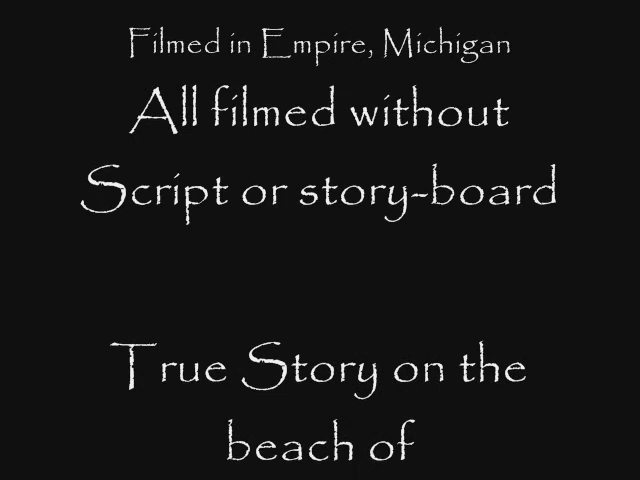 Filmed in Empire, Michigan
All filmed without
Script or story-board
True Story on the
beach of